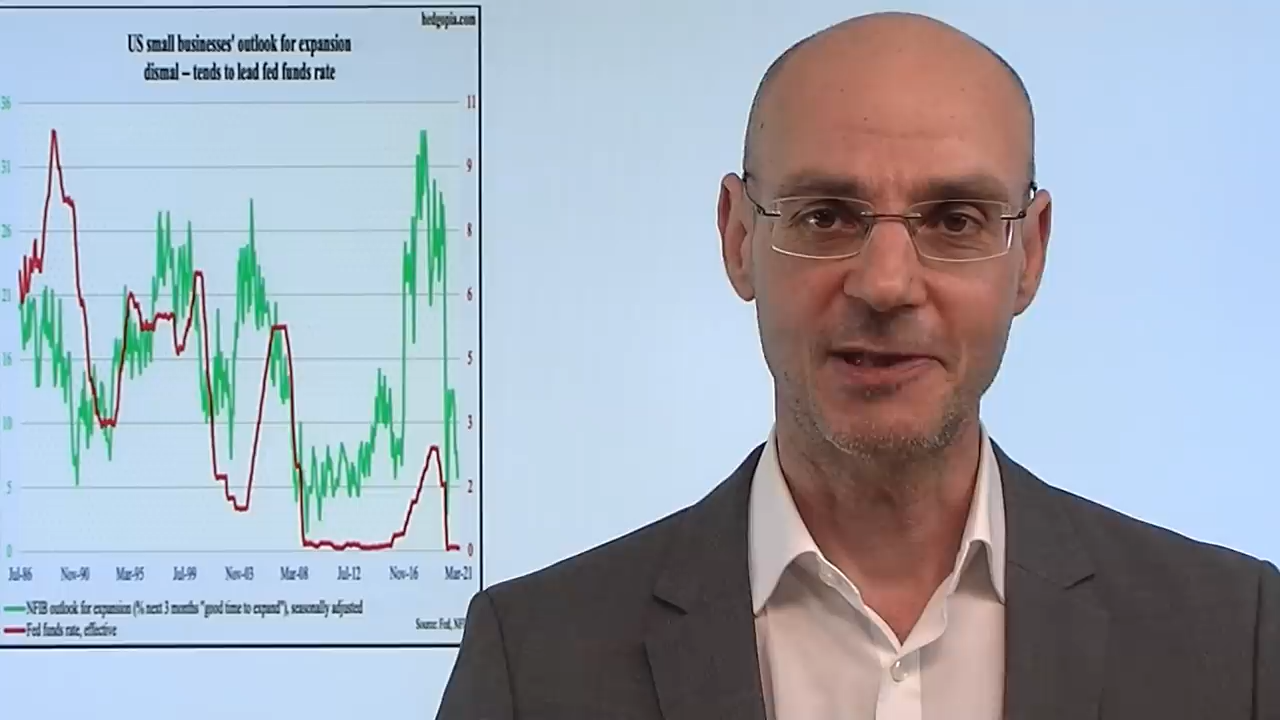 hedgopia.com
US small businesses' outlook for expansion
dismal – tends to lead fed funds rate
36 11
31 9
26 8
21 6
16 5
10 3
5 2
0 0
Jul-86 Nov-90 Mar-95 Jul-99 Nov-03 Mar-08 Jul-12 Nov-16 Mar-21
NFIB outlook for expansion (% next 3 months "good time to expand"), seasonally adjusted
Fed funds rate, effective
Source: Fed, NF